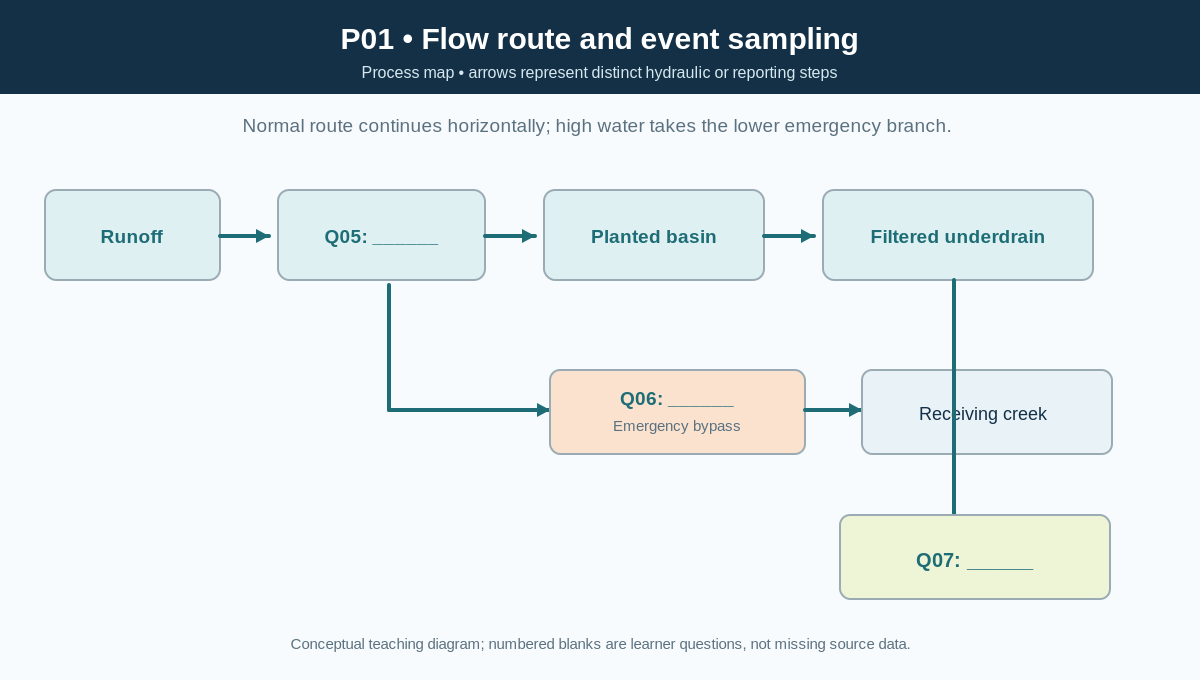 P01 • Flow route and event sampling
Process map • arrows represent distinct hydraulic or reporting steps
Normal route continues horizontally; high water takes the lower emergency branch.
Runoff
Q05: ______
Planted basin
Filtered underdrain
Q06: ______
Emergency bypass
Receiving creek
Q07: ______
Conceptual teaching diagram; numbered blanks are learner questions, not missing source data.